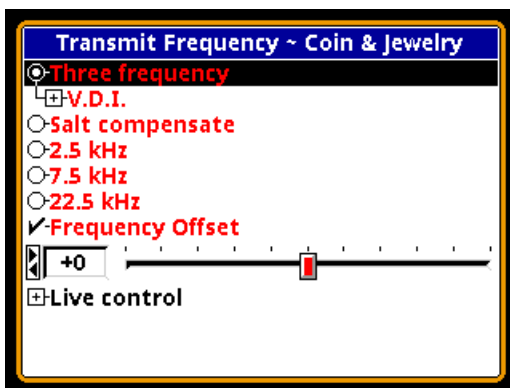 Transmit Frequency ~ Coin & Jewelry
Three frequency
V.D.I.
Salt compensate
2.5 kHz
7.5 kHz
22.5 kHz
Frequency Offset
+0
Live control